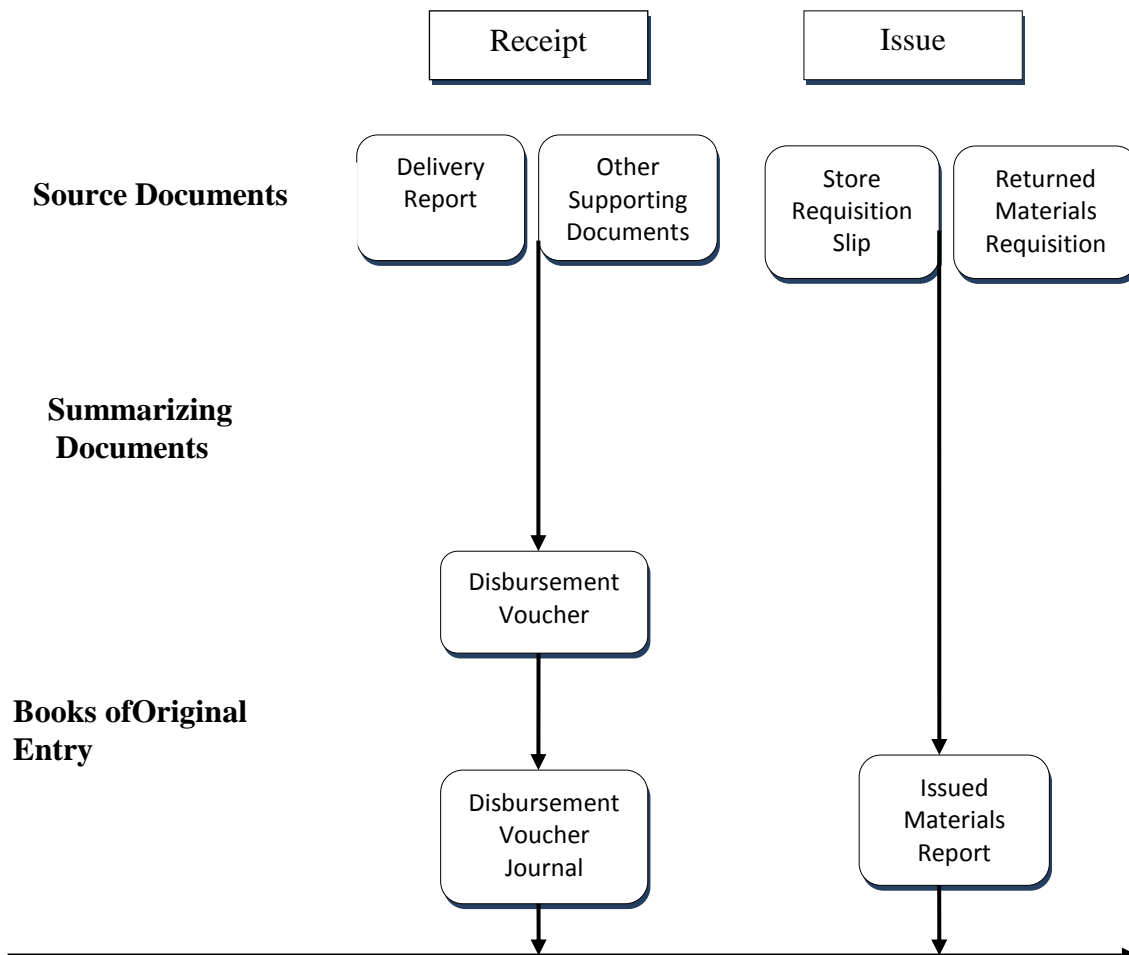 Receipt
Issue
Source Documents
Delivery
Report
Other
Supporting
Documents
Store
Requisition
Slip
Returned
Materials
Requisition
Summarizing
Documents
Disbursement
Voucher
Books ofOriginal
Entry
Disbursement
Voucher
Journal
Issued
Materials
Report